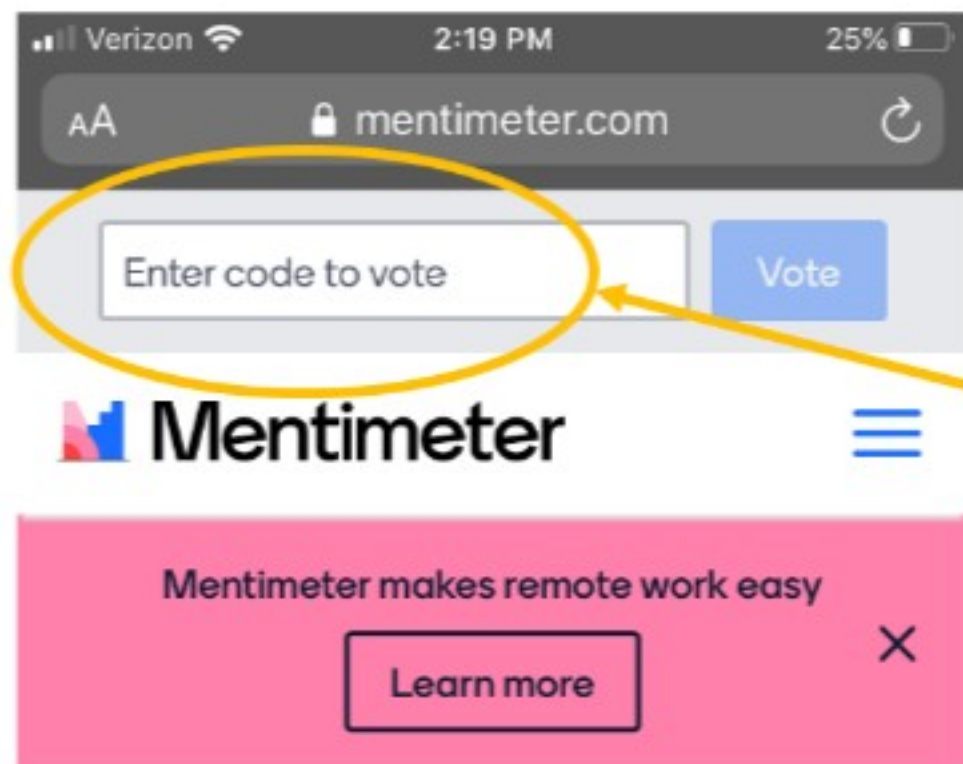 Verizon 2:19 PM 25%
AA mentimeter.com
Enter code to vote Vote
Mentimeter
Mentimeter makes remote work easy
Learn more